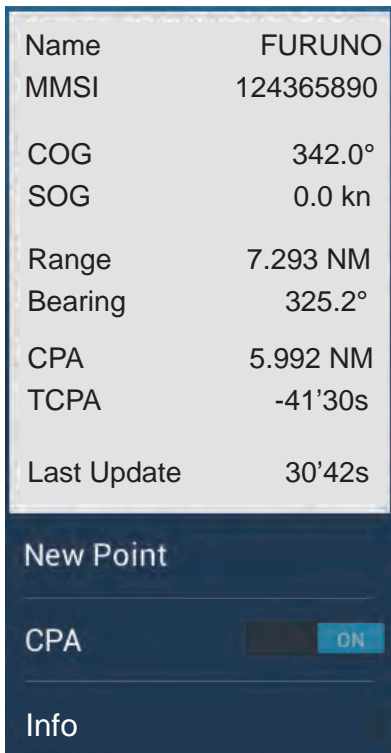 Name FURUNO
MMSI 124365890
COG 342.0°
SOG 0.0 kn
Range 7.293 NM
Bearing 325.2°
CPA 5.992 NM
TCPA -41’30s
Last Update 30’42s
New Point
CPA ON
Info